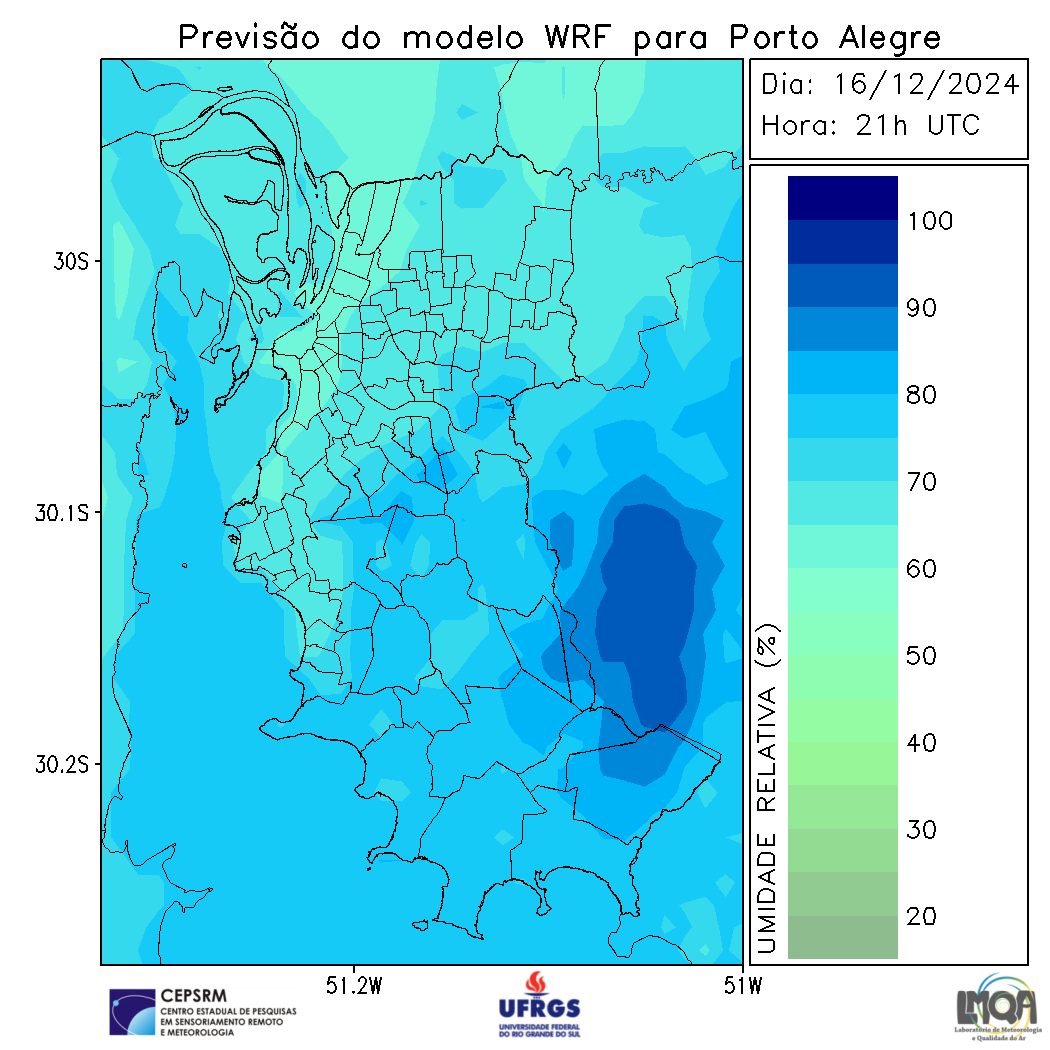 Previsão do modelo WRF para Porto Alegre
Dia: 16/12/2024
Hora: 21h UTC
100
90
80
70
60
50
40
30
20
UMIDADE RELATIVA (%)
30S
30.1S
30.2S
51.2W
51W
CEPSRM
CENTRO ESTADUAL DE PESQUISAS
EM SENSORIAMENTO REMOTO
E METEOROLOGIA
UFRGS
UNIVERSIDADE FEDERAL
DO RIO GRANDE DO SUL
LMQA
Laboratório de Meteorologia
e Qualidade do Ar